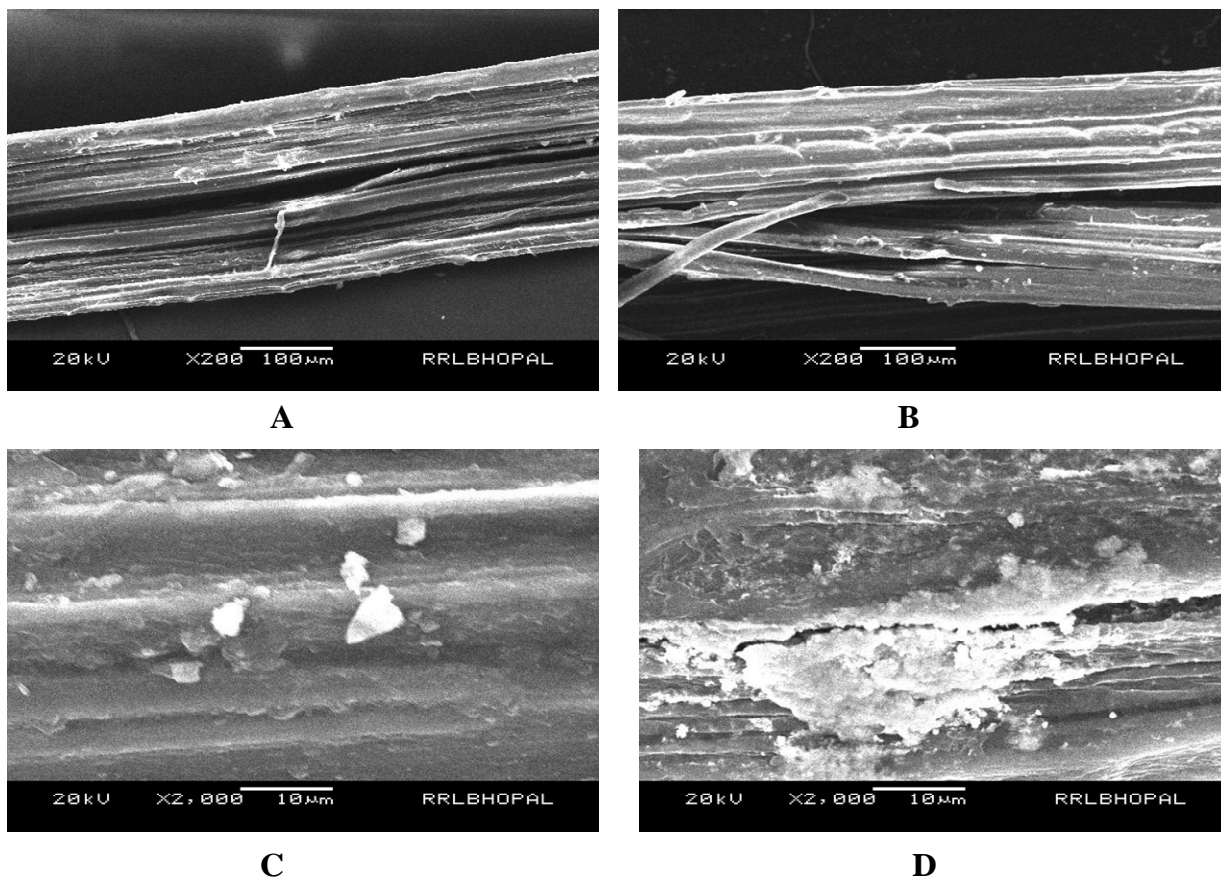 20kV X200 100µm RRLBHOPAL
20kV X200 100µm RRLBHOPAL
A B
20kV X2,000 10µm RRLBHOPAL
20kV X2,000 10µm RRLBHOPAL
C D